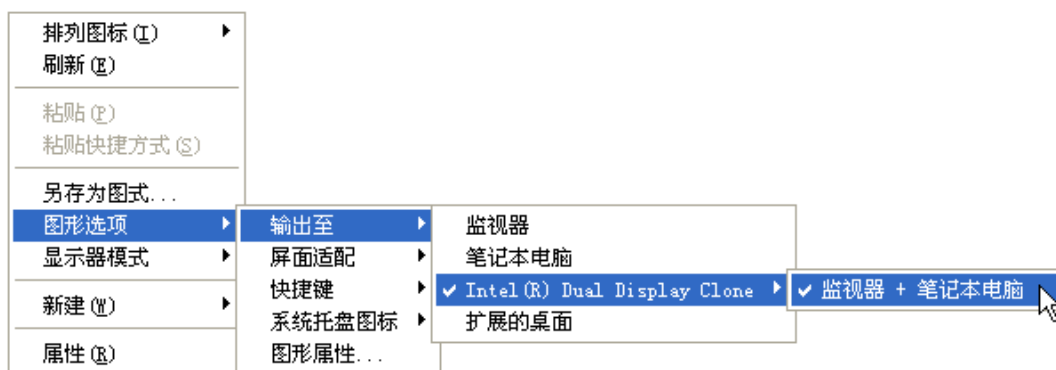 排列图标(I)
刷新(E)
粘贴(P)
粘贴快捷方式(S)
另存为图式...
图形选项
显示器模式
新建(W)
属性(R)
输出至
屏面适配
快捷键
系统托盘图标
图形属性...
监视器
笔记本电脑
Intel(R) Dual Display Clone
扩展的桌面
监视器 + 笔记本电脑